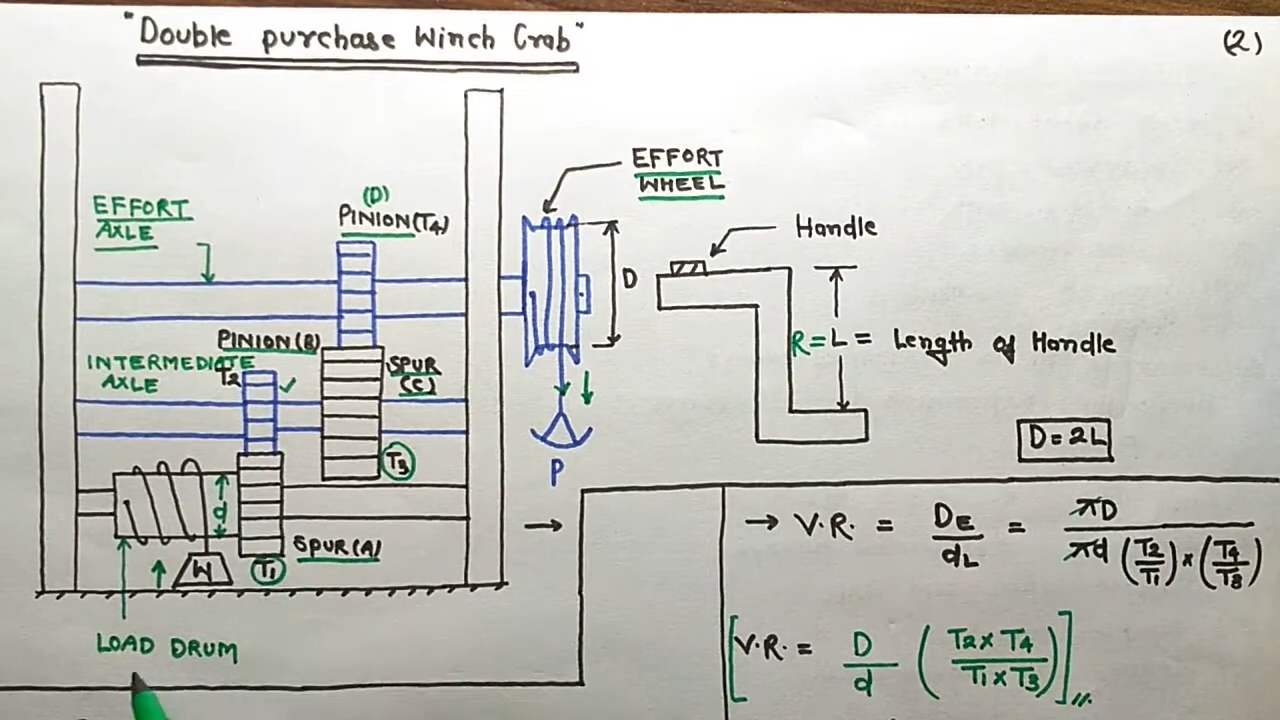 "Double purchase Winch Crab"
(2)
EFFORT
WHEEL
(D)
PINION(T4)
EFFORT
AXLE
Handle
D
PINION(B)
R=L= Length of Handle
INTERMEDIATE
AXLE
T2
SPUR
(C)
D=2L
T3
P
d
SPUR(A)
W
T1
LOAD DRUM
→ V.R. = DE/dL = πD/πd (T2/T1)×(T4/T3)
[V.R. = D/d (T2×T4/T1×T3)]